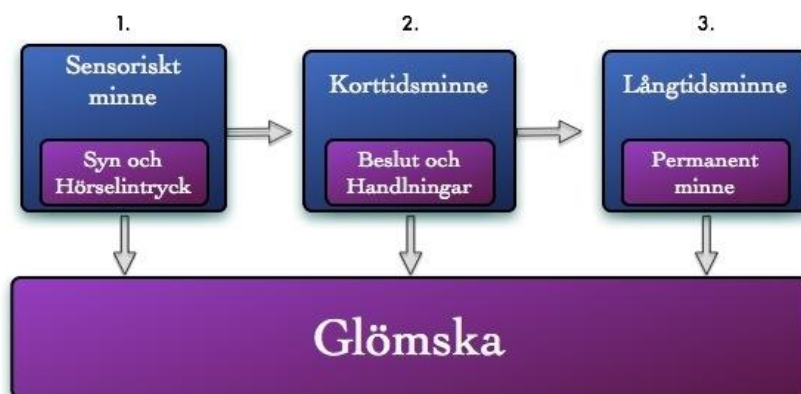 1.
2.
3.
Sensoriskt
minne
Syn och
Hörselintryck
Korttidsminne
Beslut och
Handlningar
Långtidsminne
Permanent
minne
Glömska